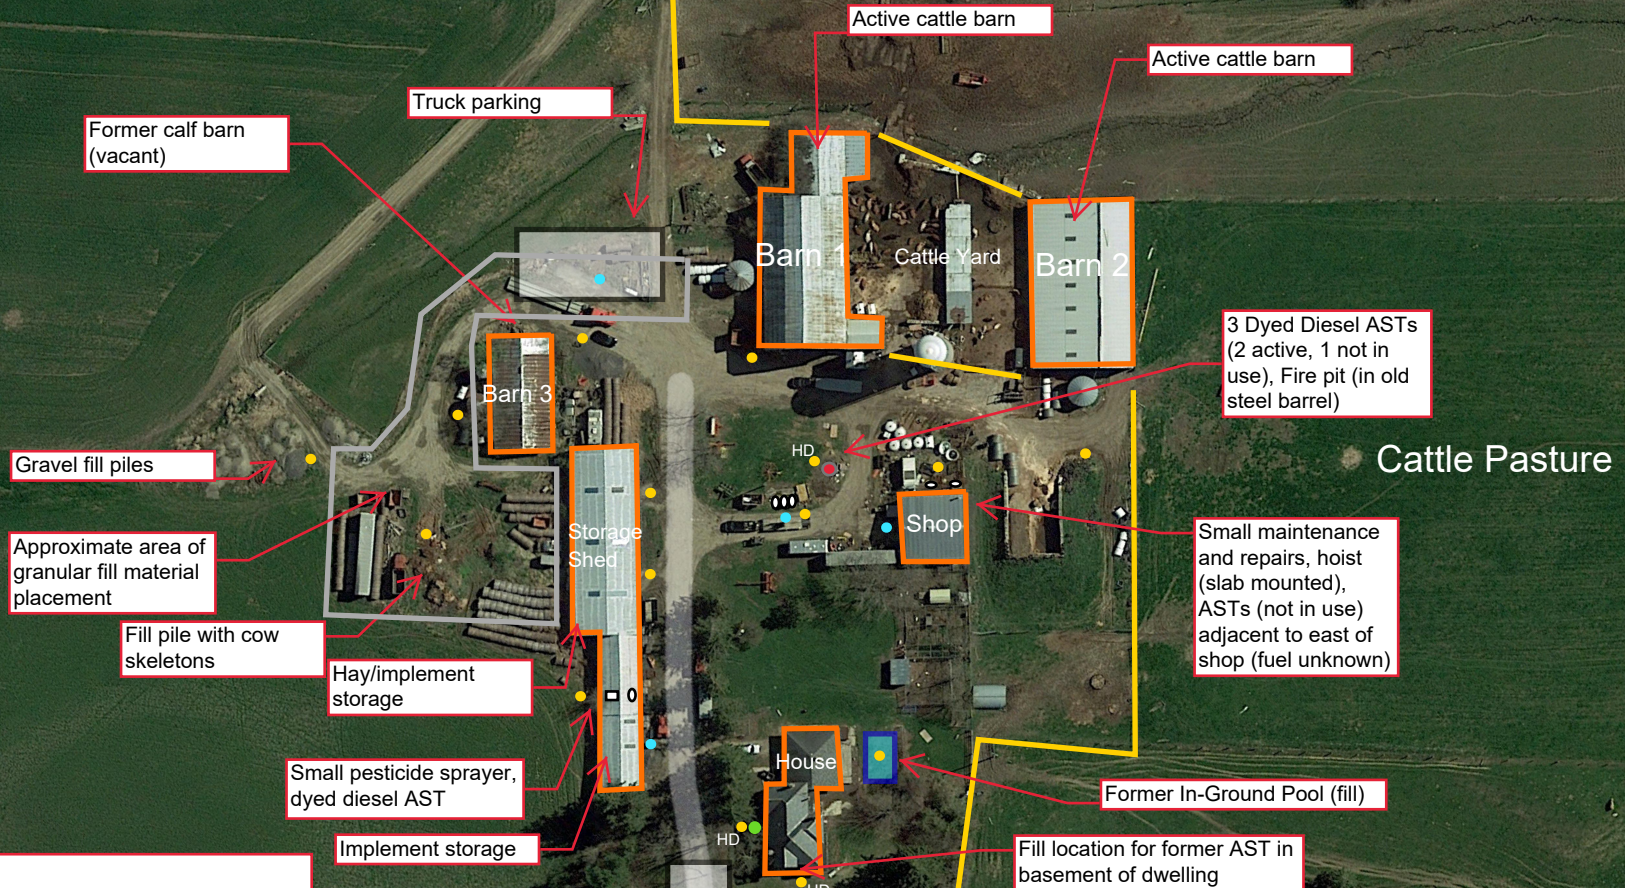 Active cattle barn
Active cattle barn
Truck parking
Former calf barn
(vacant)
Barn 1
Cattle Yard
Barn 2
3 Dyed Diesel ASTs
(2 active, 1 not in
use), Fire pit (in old
steel barrel)
Barn 3
HD
Cattle Pasture
Gravel fill piles
Shop
Storage
Shed
Small maintenance
and repairs, hoist
(slab mounted),
ASTs (not in use)
adjacent to east of
shop (fuel unknown)
Approximate area of
granular fill material
placement
Fill pile with cow
skeletons
Hay/implement
storage
House
Small pesticide sprayer,
dyed diesel AST
Former In-Ground Pool (fill)
HD
Implement storage
Fill location for former AST in
basement of dwelling
HD